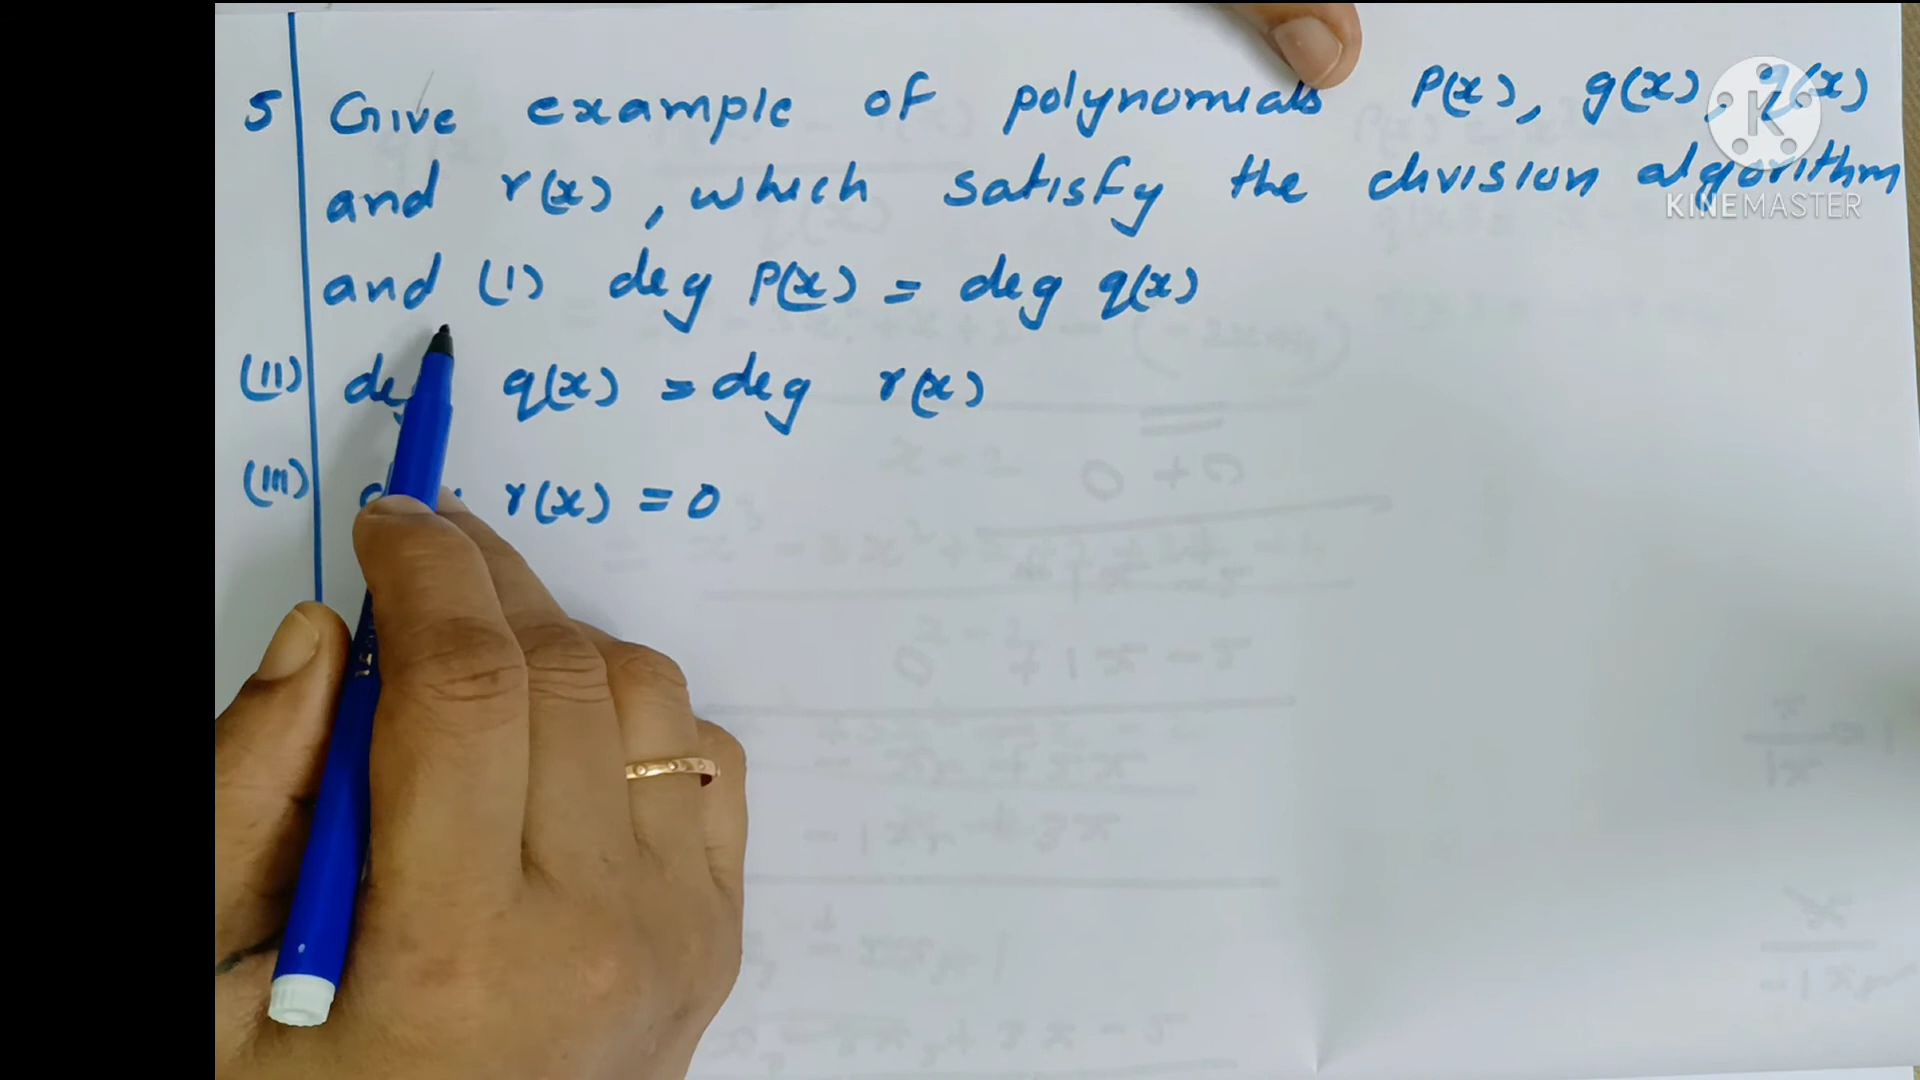 5 Give example of polynomials P(x), g(x), q(x)
and r(x), which satisfy the division algorithm
KINEMASTER
and (i) deg P(x) = deg q(x)
(ii) deg q(x) = deg r(x)
(iii) r(x) = 0